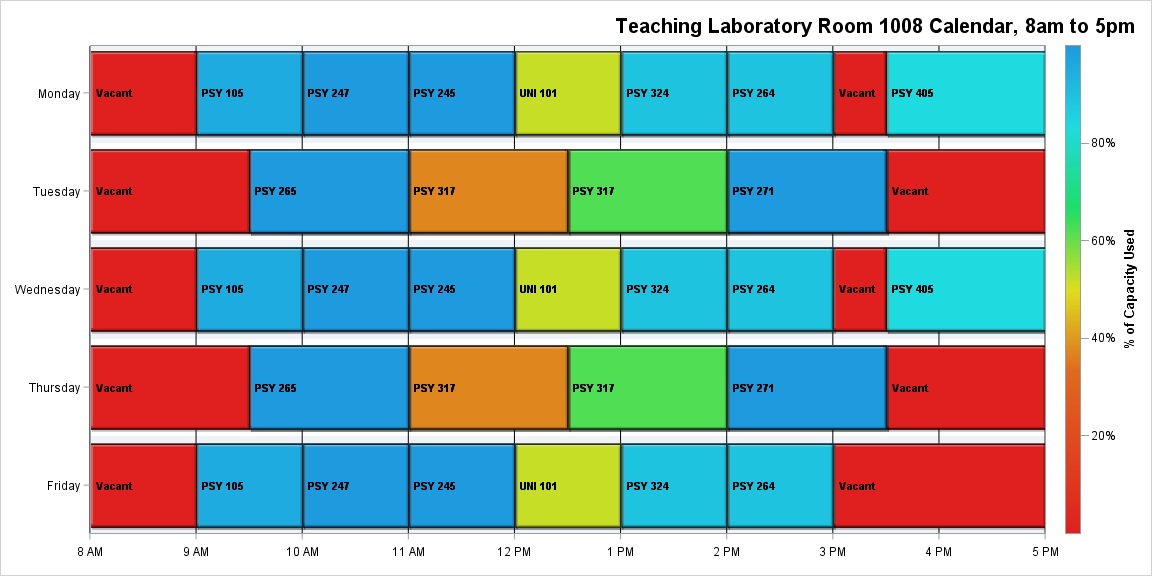 Teaching Laboratory Room 1008 Calendar, 8am to 5pm
Monday Vacant PSY 105 PSY 247 PSY 245 UNI 101 PSY 324 PSY 264 Vacant PSY 405
80%
Tuesday Vacant PSY 265 PSY 317 PSY 317 PSY 271 Vacant
60%
% of Capacity Used
Wednesday Vacant PSY 105 PSY 247 PSY 245 UNI 101 PSY 324 PSY 264 Vacant PSY 405
40%
Thursday Vacant PSY 265 PSY 317 PSY 317 PSY 271 Vacant
20%
Friday Vacant PSY 105 PSY 247 PSY 245 UNI 101 PSY 324 PSY 264 Vacant
8 AM 9 AM 10 AM 11 AM 12 PM 1 PM 2 PM 3 PM 4 PM 5 PM